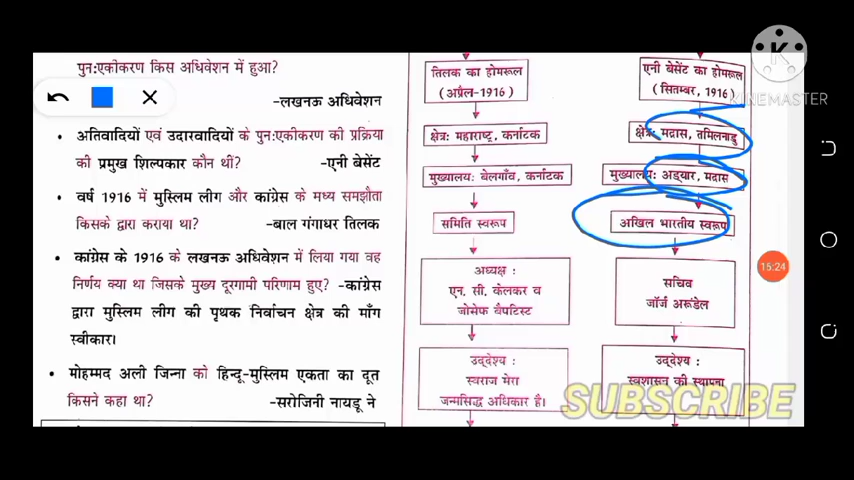 पुन:एकीकरण किस अधिवेशन में हुआ?
-लखनऊ अधिवेशन
• अतिवादियों एवं उदारवादियों के पुन:एकीकरण की प्रक्रिया
की प्रमुख शिल्पकार कौन थीं? -एनी बेसेंट
• वर्ष 1916 में मुस्लिम लीग और कांग्रेस के मध्य समझौता
किसके द्वारा कराया था? -बाल गंगाधर तिलक
• कांग्रेस के 1916 के लखनऊ अधिवेशन में लिया गया वह
निर्णय क्या था जिसके मुख्य दूरगामी परिणाम हुए? -कांग्रेस
द्वारा मुस्लिम लीग की पृथक निर्वाचन क्षेत्र की माँग
स्वीकार।
• मोहम्मद अली जिन्ना को हिन्दू-मुस्लिम एकता का दूत
किसने कहा था? -सरोजिनी नायडू ने
तिलक का होमरूल
(अप्रैल-1916)
क्षेत्र: महाराष्ट्र, कर्नाटक
मुख्यालय: बेलगाँव, कर्नाटक
समिति स्वरूप
अध्यक्ष :
एन. सी. केलकर व
जोसेफ बैपटिस्ट
उद्देश्य :
स्वराज मेरा
जन्मसिद्ध अधिकार है।
एनी बेसेंट का होमरूल
(सितम्बर, 1916)
क्षेत्र: मद्रास, तमिलनाडु
मुख्यालय: अड्यार, मद्रास
अखिल भारतीय स्वरूप
सचिव
जॉर्ज अरुंडेल
उद्देश्य :
स्वशासन की स्थापना
KINEMASTER
15:24
SUBSCRIBE